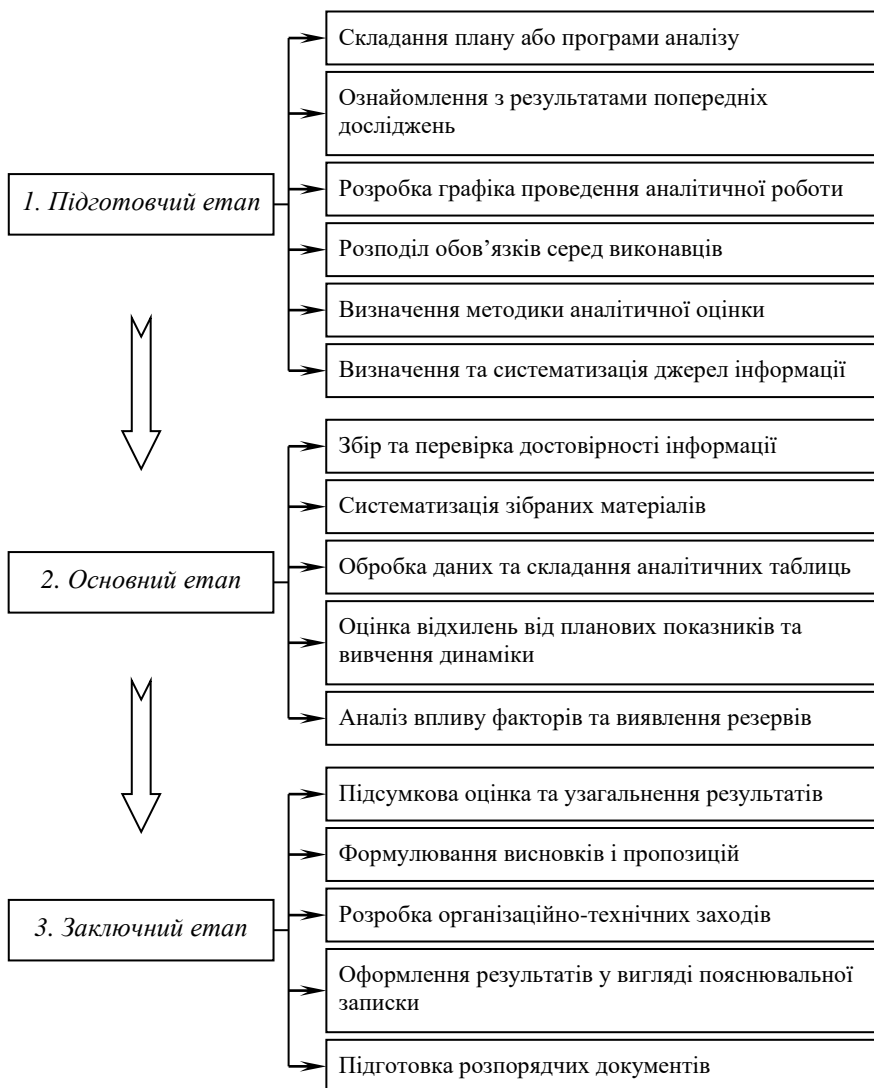 Складання плану або програми аналізу
Ознайомлення з результатами попередніх
досліджень
1. Підготовчий етап
Розробка графіка проведення аналітичної роботи
Розподіл обов’язків серед виконавців
Визначення методики аналітичної оцінки
Визначення та систематизація джерел інформації
Збір та перевірка достовірності інформації
Систематизація зібраних матеріалів
2. Основний етап
Обробка даних та складання аналітичних таблиць
Оцінка відхилень від планових показників та
вивчення динаміки
Аналіз впливу факторів та виявлення резервів
Підсумкова оцінка та узагальнення результатів
Формулювання висновків і пропозицій
3. Заключний етап
Розробка організаційно-технічних заходів
Оформлення результатів у вигляді пояснювальної
записки
Підготовка розпорядчих документів